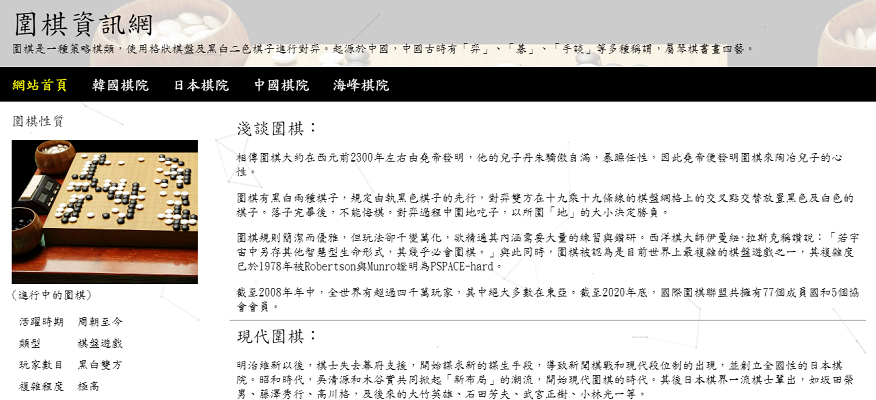 圍棋資訊網
圍棋是一種策略棋類，使用格狀棋盤及黑白二色棋子進行對弈。起源於中國，中國古時有「弈」、「碁」、「手談」等多種稱謂，屬琴棋書畫四藝。
網站首頁 韓國棋院 日本棋院 中國棋院 海峰棋院
圍棋性質
(進行中的圍棋)
活躍時期 周朝至今
類型 棋盤遊戲
玩家數目 黑白雙方
複雜程度 極高
淺談圍棋：
相傳圍棋大約在西元前2300年左右由堯帝發明，他的兒子丹朱驕傲自滿，暴躁任性，因此堯帝便發明圍棋來陶冶兒子的心
性。
圍棋有黑白兩種棋子，規定由執黑色棋子的先行，對弈雙方在十九乘十九條線的棋盤網格上的交叉點交替放置黑色及白色的
棋子。落子完畢後，不能悔棋。對弈過程中圍地吃子，以所圍「地」的大小決定勝負。
圍棋規則簡潔而優雅，但玩法卻千變萬化，欲精通其內涵需要大量的練習與鑽研。西洋棋大師伊曼紐·拉斯克稱讚說：「若宇
宙中另存其他智慧型生命形式，其幾乎必會圍棋。」與此同時，圍棋被認為是目前世界上最複雜的棋盤遊戲之一，其複雜度
已於1978年被Robertson與Munro證明為PSPACE-hard。
截至2008年年中，全世界有超過四千萬玩家，其中絕大多數在東亞。截至2020年底，國際圍棋聯盟共擁有77個成員國和5個協
會會員。
現代圍棋：
明治維新以後，棋士失去幕府支援，開始謀求新的謀生手段，導致新聞棋戰和現代段位制的出現，並創立全國性的日本棋
院。昭和時代，吳清源和木谷實共同掀起「新布局」的潮流，開始現代圍棋的時代。其後日本棋界一流棋士輩出，如坂田榮
男、藤澤秀行、高川格，及後來的大竹英雄、石田芳夫、武宮正樹、小林光一等。